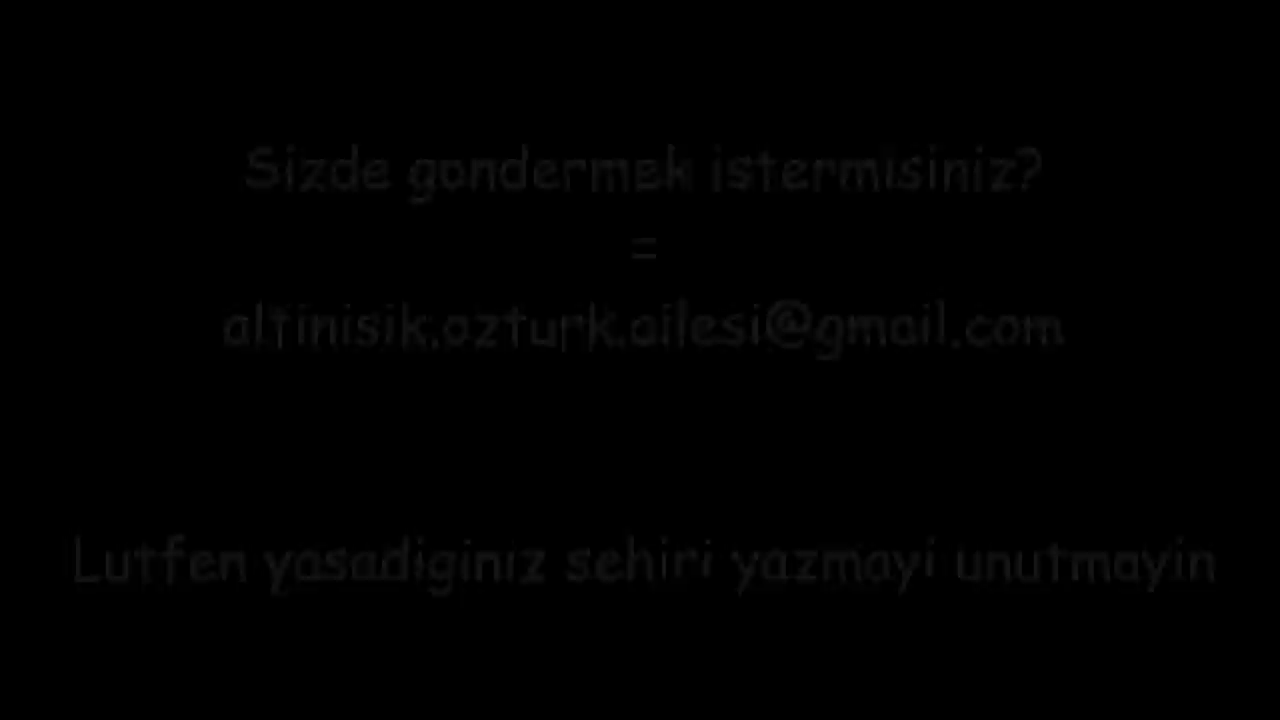 Sizde gondermek istermisiniz?
=
altinisik.ozturk.ailesi@gmail.com
Lutfen yasadiginiz sehiri yazmayi unutmayin